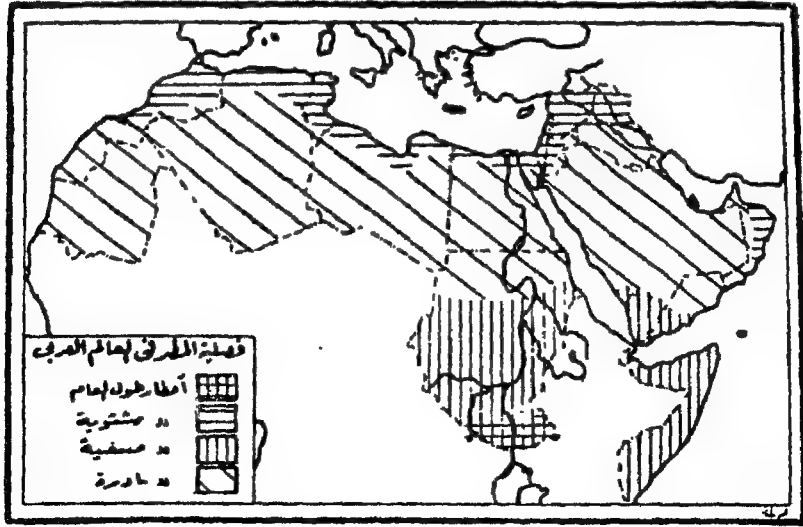 فصلية المطر في العالم العربي
أمطار طول العام
» شتوية
» صيفية
» نادرة